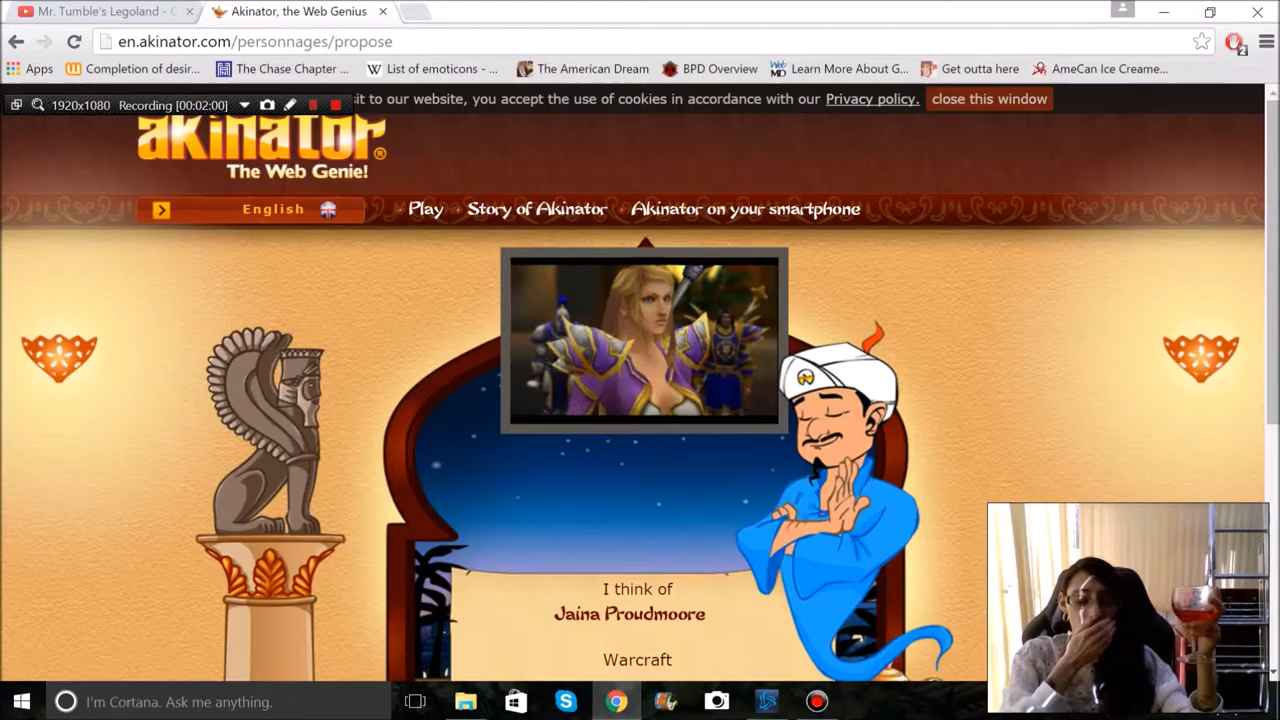 Mr. Tumble's Legoland - C
Akinator, the Web Genius
en.akinator.com/personnages/propose
2
Apps
Completion of desir...
The Chase Chapter ...
W List of emoticons - ...
The American Dream
BPD Overview
Web MD Learn More About G...
Get outta here
AmeCan Ice Creame...
1920x1080 Recording [00:02:00]
it to our website, you accept the use of cookies in accordance with our Privacy policy. close this window
akinator®
The Web Genie!
English
· Play · Story of Akinator · Akinator on your smartphone
I think of
Jaina Proudmoore
Warcraft
I'm Cortana. Ask me anything.